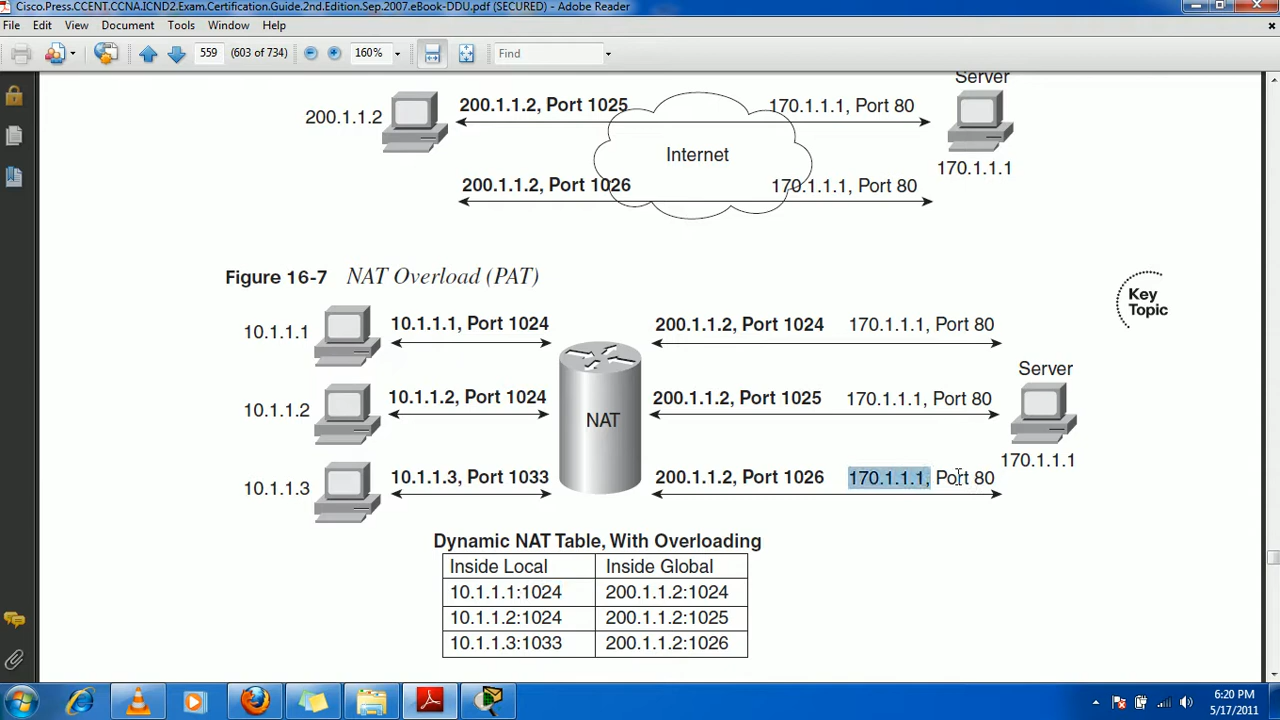 Cisco.Press.CCENT.CCNA.ICND2.Exam.Certification.Guide.2nd.Edition.Sep.2007.eBook-DDU.pdf (SECURED) - Adobe Reader
File Edit View Document Tools Window Help
559 (603 of 734) 160% Find
Server
200.1.1.2, Port 1025 170.1.1.1, Port 80
200.1.1.2
Internet
170.1.1.1
200.1.1.2, Port 1026 170.1.1.1, Port 80
Figure 16-7 NAT Overload (PAT)
Key
Topic
10.1.1.1 10.1.1.1, Port 1024 200.1.1.2, Port 1024 170.1.1.1, Port 80
Server
10.1.1.2 10.1.1.2, Port 1024 200.1.1.2, Port 1025 170.1.1.1, Port 80
NAT
170.1.1.1
10.1.1.3 10.1.1.3, Port 1033 200.1.1.2, Port 1026 170.1.1.1, Port 80
Dynamic NAT Table, With Overloading
Inside Local Inside Global
10.1.1.1:1024 200.1.1.2:1024
10.1.1.2:1024 200.1.1.2:1025
10.1.1.3:1033 200.1.1.2:1026
6:20 PM
5/17/2011